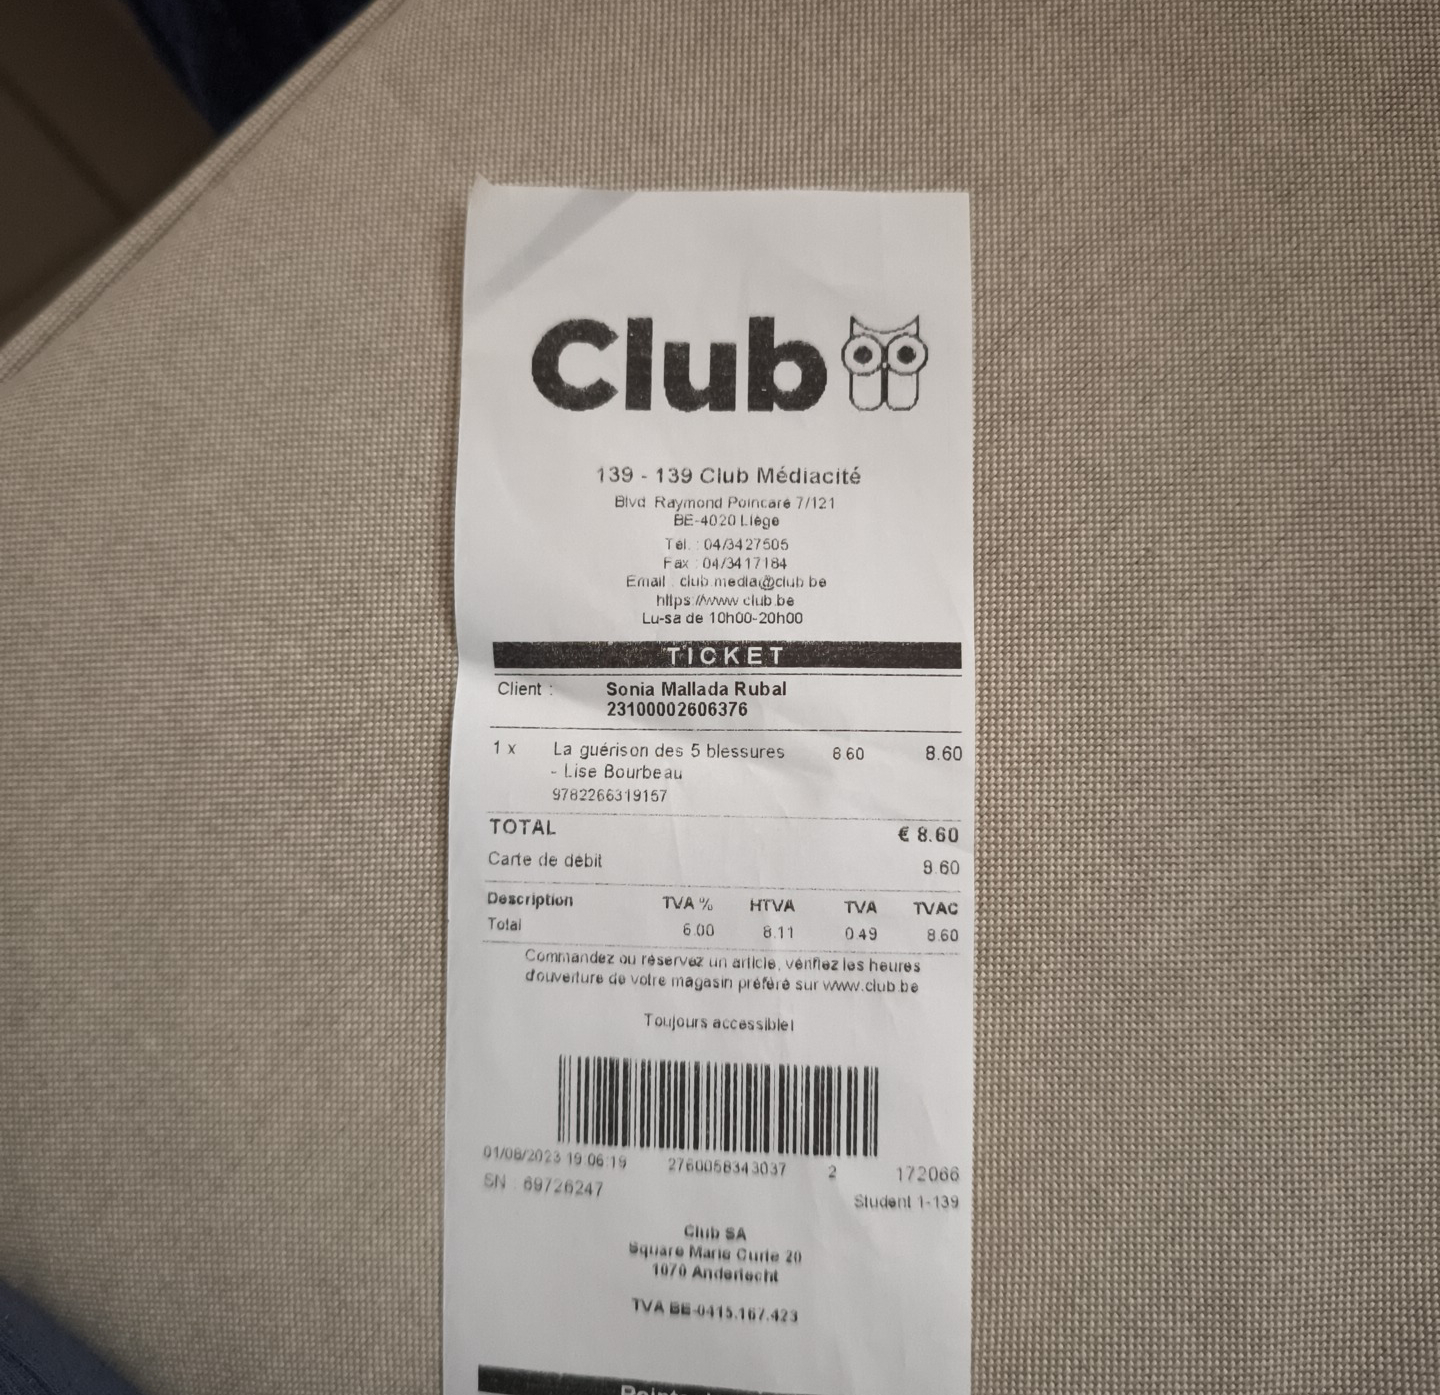 Club
139 - 139 Club Médiacité
Blvd Raymond Poincaré 7/121
BE-4020 Liège
Tél. : 04/3427505
Fax : 04/3417184
Email : club.media@club.be
https://www.club.be
Lu-sa de 10h00-20h00
TICKET
Client : Sonia Mallada Rubal
23100002606376
1 x La guérison des 5 blessures 8.60 8.60
- Lise Bourbeau
9782266319157
TOTAL € 8.60
Carte de débit 8.60
Description TVA % HTVA TVA TVAC
Total 6.00 8.11 0.49 8.60
Commandez ou réservez un article, vérifiez les heures
d'ouverture de votre magasin préféré sur www.club.be
Toujours accessible!
01/08/2023 19:06:19 2760058343037 2 172066
SN : 69726247
Student 1-139
Club SA
Square Marie Curie 20
1070 Anderlecht
TVA BE-0415.167.423